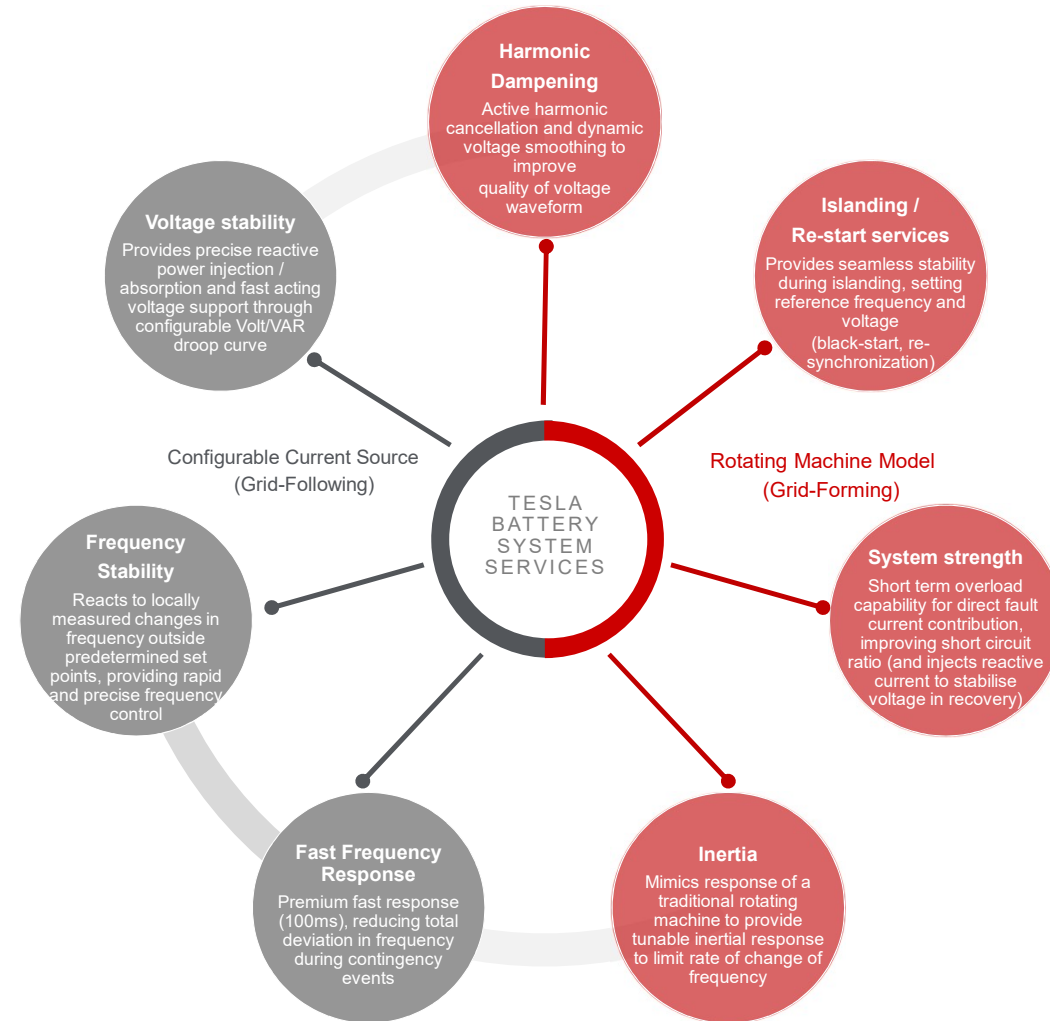 Harmonic
Dampening
Active harmonic
cancellation and dynamic
voltage smoothing to
improve
quality of voltage
waveform
Islanding /
Re-start services
Provides seamless stability
during islanding, setting
reference frequency and
voltage
(black-start, re-
synchronization)
Voltage stability
Provides precise reactive
power injection /
absorption and fast acting
voltage support through
configurable Volt/VAR
droop curve
Configurable Current Source
(Grid-Following)
Rotating Machine Model
(Grid-Forming)
TESLA
BATTERY
SYSTEM
SERVICES
Frequency
Stability
Reacts to locally
measured changes in
frequency outside
predetermined set
points, providing rapid
and precise frequency
control
System strength
Short term overload
capability for direct fault
current contribution,
improving short circuit
ratio (and injects reactive
current to stabilise
voltage in recovery)
Fast Frequency
Response
Premium fast response
(100ms), reducing total
deviation in frequency
during contingency
events
Inertia
Mimics response of a
traditional rotating
machine to provide
tunable inertial response
to limit rate of change of
frequency